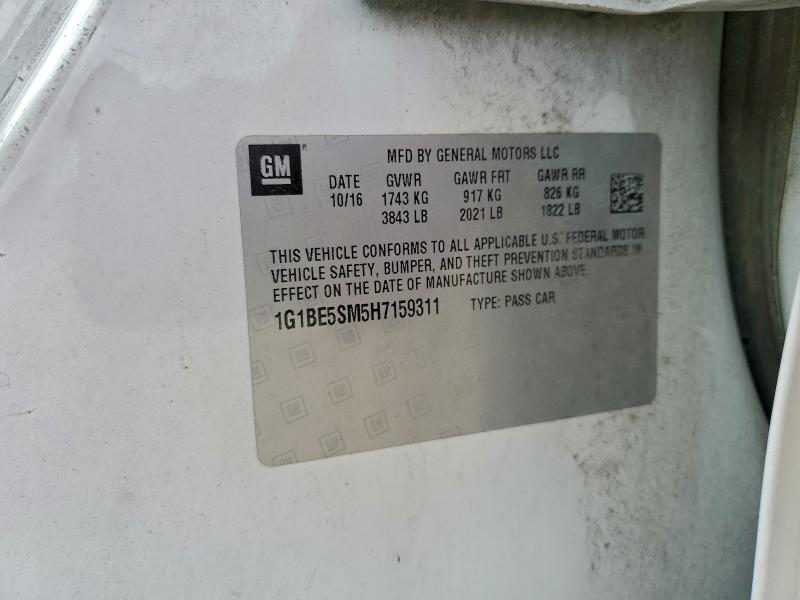 GM
MFD BY GENERAL MOTORS LLC
DATE GVWR GAWR FRT GAWR RR
10/16 1743 KG 917 KG 826 KG
3843 LB 2021 LB 1822 LB
THIS VEHICLE CONFORMS TO ALL APPLICABLE U.S. FEDERAL MOTOR
VEHICLE SAFETY, BUMPER, AND THEFT PREVENTION STANDARDS IN
EFFECT ON THE DATE OF MANUFACTURE SHOWN ABOVE.
1G1BE5SM5H7159311 TYPE: PASS CAR